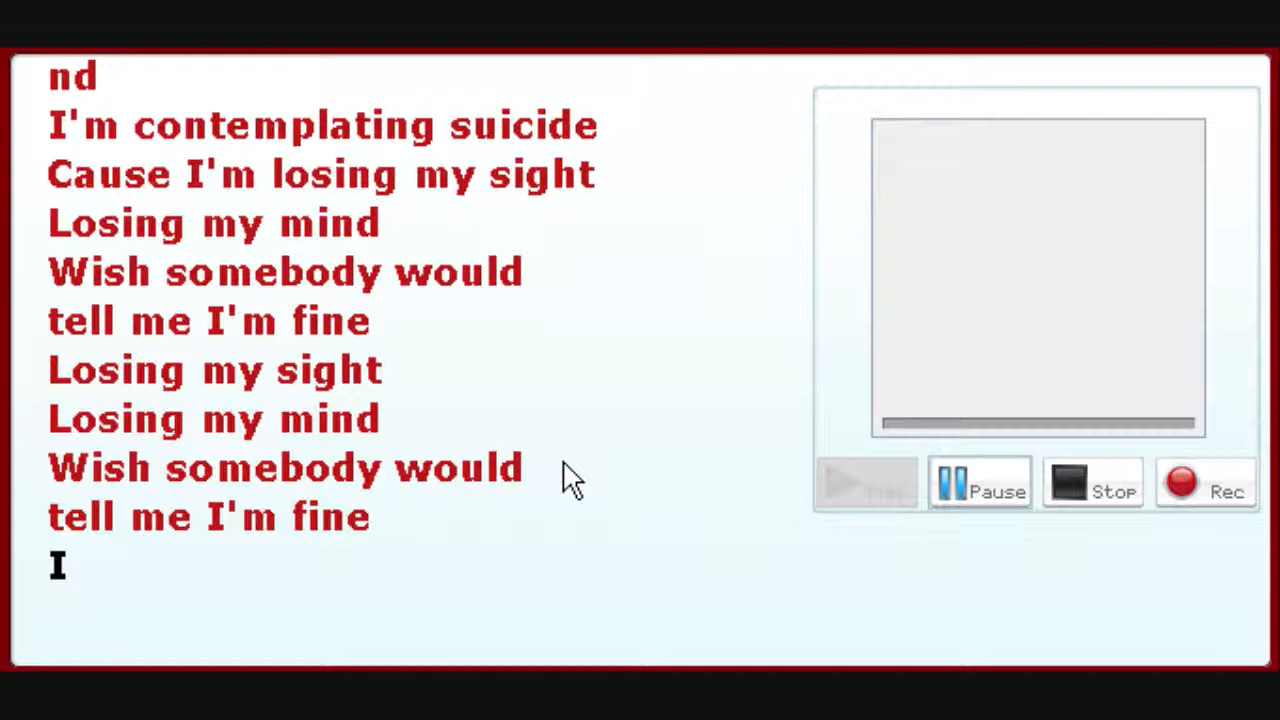 nd
I'm contemplating suicide
Cause I'm losing my sight
Losing my mind
Wish somebody would
tell me I'm fine
Losing my sight
Losing my mind
Wish somebody would
tell me I'm fine
I
Pause
Stop
Rec